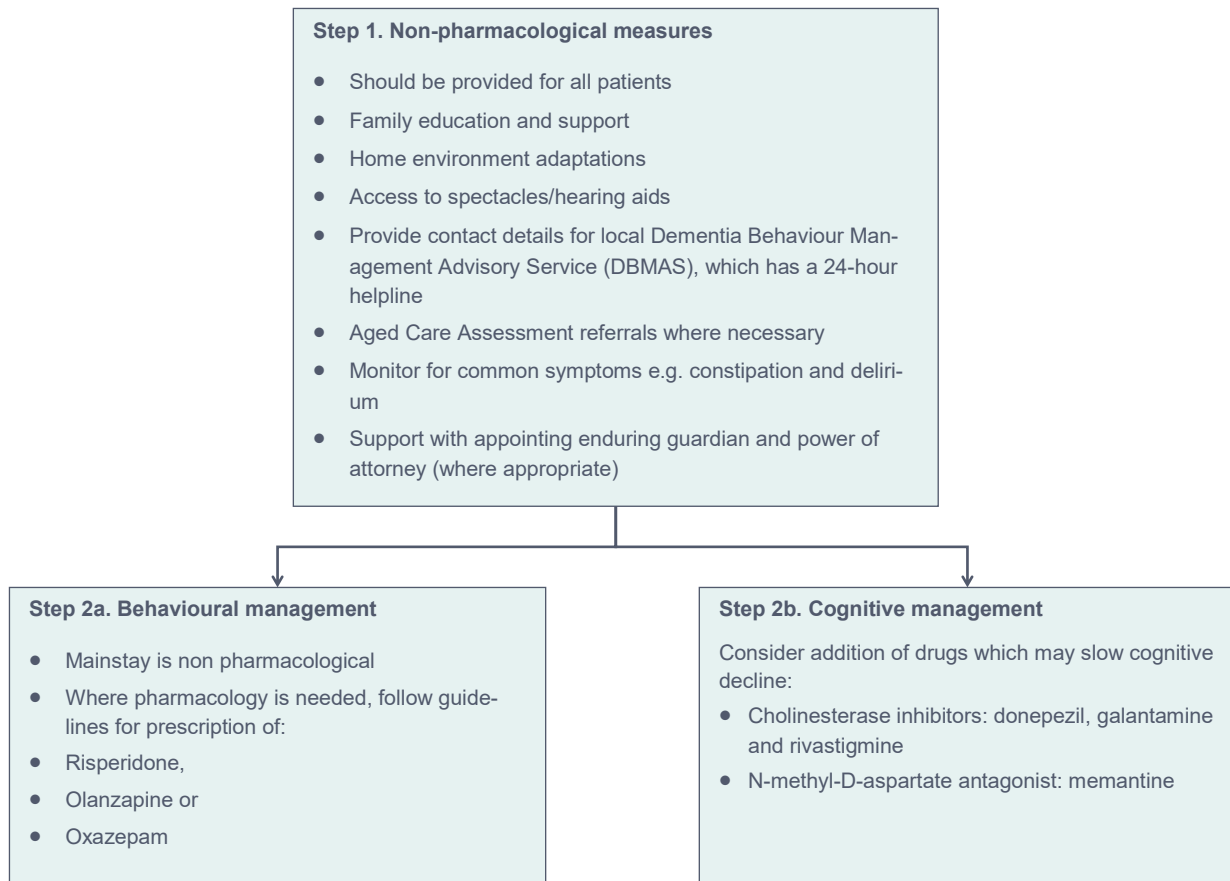 Step 1. Non-pharmacological measures
● Should be provided for all patients
● Family education and support
● Home environment adaptations
● Access to spectacles/hearing aids
● Provide contact details for local Dementia Behaviour Man-
agement Advisory Service (DBMAS), which has a 24-hour
helpline
● Aged Care Assessment referrals where necessary
● Monitor for common symptoms e.g. constipation and deliri-
um
● Support with appointing enduring guardian and power of
attorney (where appropriate)
Step 2a. Behavioural management
● Mainstay is non pharmacological
● Where pharmacology is needed, follow guide-
lines for prescription of:
● Risperidone,
● Olanzapine or
● Oxazepam
Step 2b. Cognitive management
Consider addition of drugs which may slow cognitive
decline:
● Cholinesterase inhibitors: donepezil, galantamine
and rivastigmine
● N-methyl-D-aspartate antagonist: memantine